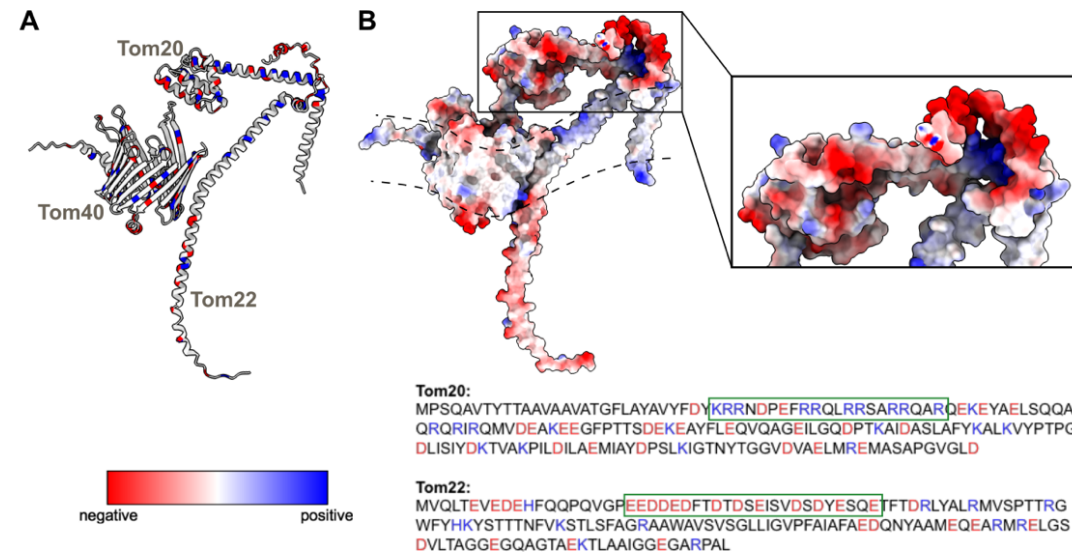 A
B
Tom20
Tom40
Tom22
negative
positive
Tom20:
MPSQAVTYTTAAVAAVATGFLAYAVYFDYKRRNDPEFRRQLRRSARRQARQEKEYAELSQQA
QRQRIRQMVDEAKEEGFPTTSDEKEAYFLEQVQAGEILGQDPTKAIDASLAFYKALKVYPTPG
DLISIYDKTVAKPILDILAEMIAYDPSLKIGTNYTGGVDVAELMREMASAPGVGLD
Tom22:
MVQLTEVEDEHFQQPQVGPEEDDEDFTDTDSEISVDSDYESQETFTDRLYALRMVSPTTRG
WFYHKYSTTTNFVKSTLSFAGRAAWAVSVSGLLIGVPFAIAFAEDQNYAAMEQEARMRELGS
DVLTAGGEGQAGTAEKTLAAIGGEGARPAL